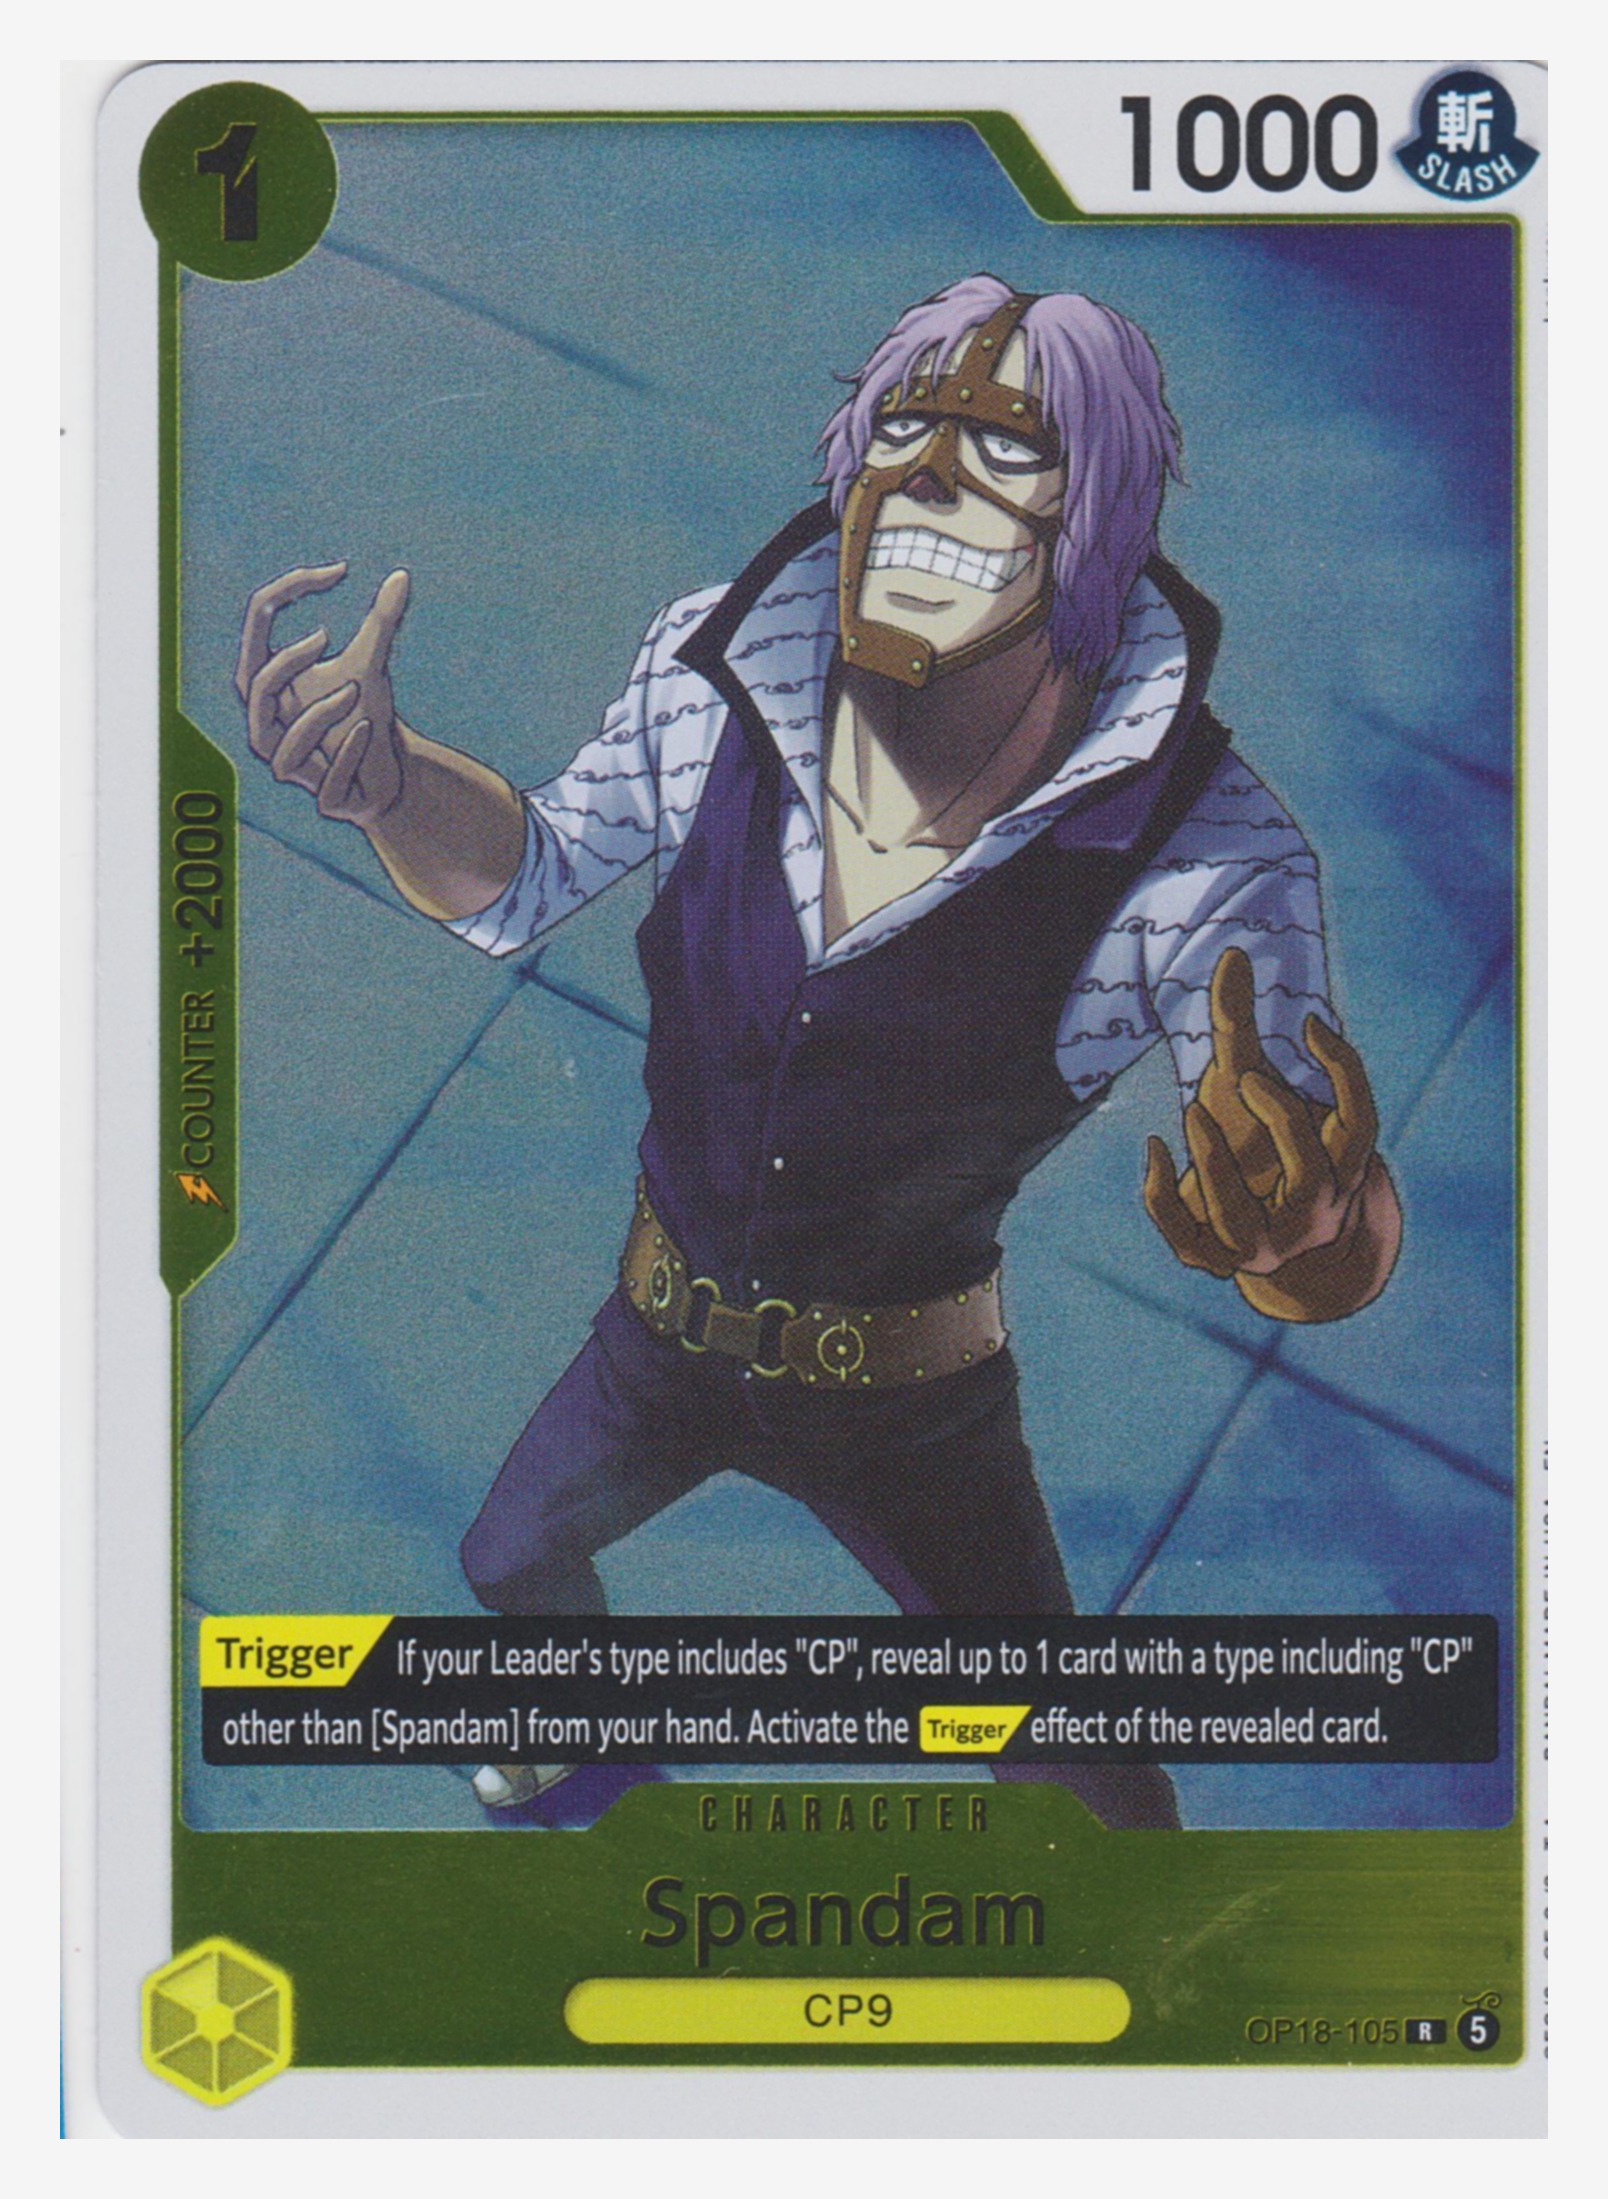 1
1000
斬
SLASH
COUNTER +2000
Trigger If your Leader's type includes "CP", reveal up to 1 card with a type including "CP"
other than [Spandam] from your hand. Activate the Trigger effect of the revealed card.
CHARACTER
Spandam
CP9
OP18-105 R 5